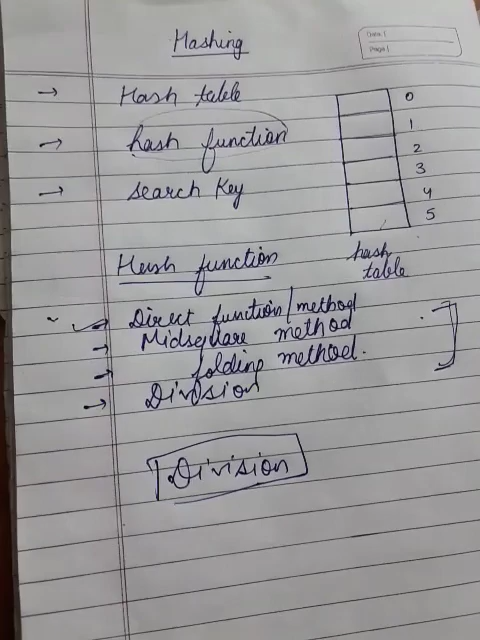 Hashing
Date /
Page /
→ Hash table
→ hash function
→ Search Key
0
1
2
3
4
5
hash
table
Hash function
→ Direct function/method
→ Midsquare method
→ folding method.
→ Division
Division